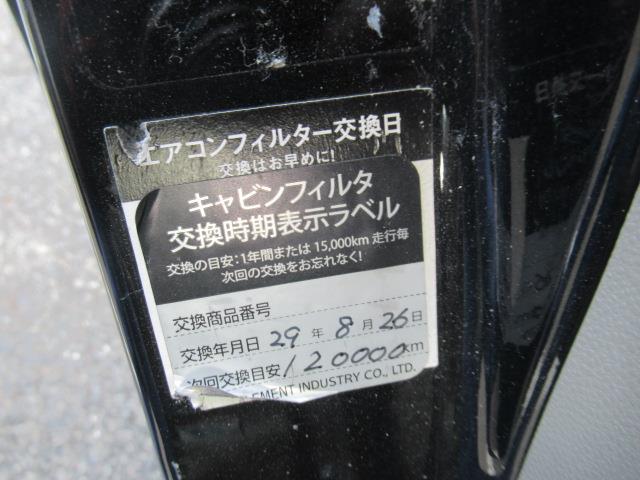 エアコンフィルター交換日
交換はお早めに!
キャビンフィルタ
交換時期表示ラベル
交換の目安:1年間または 15,000km 走行毎
次回の交換をお忘れなく!
交換商品番号
交換年月日 29 年 8 月 26 日
次回交換目安 120000 km
EMENT INDUSTRY CO., LTD.